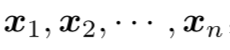 x₁, x₂, ⋯ , xₙ